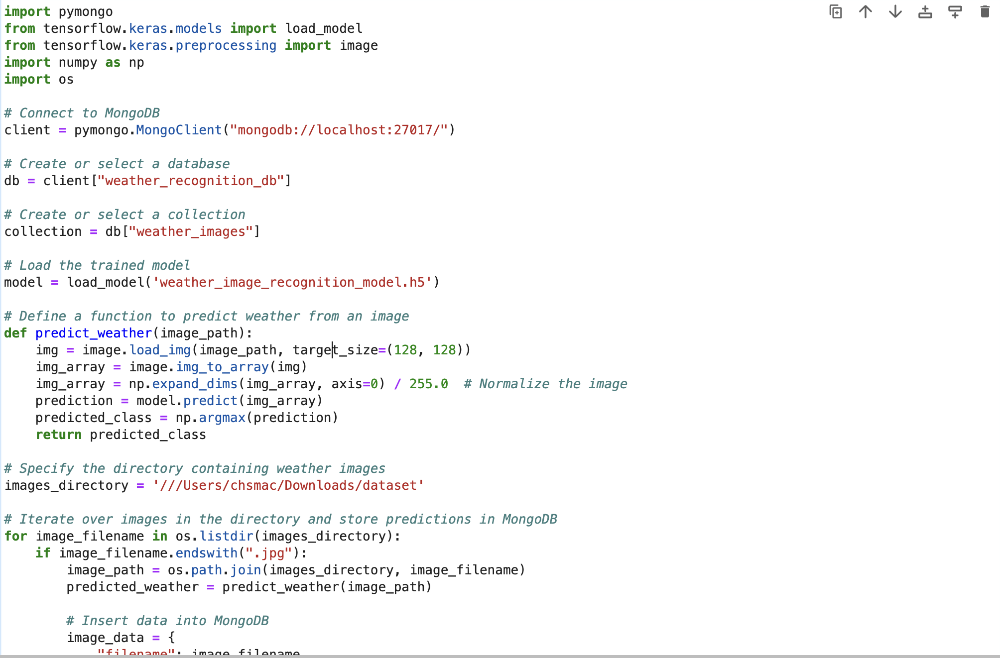 import pymongo
from tensorflow.keras.models import load_model
from tensorflow.keras.preprocessing import image
import numpy as np
import os

# Connect to MongoDB
client = pymongo.MongoClient("mongodb://localhost:27017/")

# Create or select a database
db = client["weather_recognition_db"]

# Create or select a collection
collection = db["weather_images"]

# Load the trained model
model = load_model('weather_image_recognition_model.h5')

# Define a function to predict weather from an image
def predict_weather(image_path):
    img = image.load_img(image_path, target_size=(128, 128))
    img_array = image.img_to_array(img)
    img_array = np.expand_dims(img_array, axis=0) / 255.0  # Normalize the image
    prediction = model.predict(img_array)
    predicted_class = np.argmax(prediction)
    return predicted_class

# Specify the directory containing weather images
images_directory = '///Users/chsmac/Downloads/dataset'

# Iterate over images in the directory and store predictions in MongoDB
for image_filename in os.listdir(images_directory):
    if image_filename.endswith(".jpg"):
        image_path = os.path.join(images_directory, image_filename)
        predicted_weather = predict_weather(image_path)

        # Insert data into MongoDB
        image_data = {
            "filename": image_filename